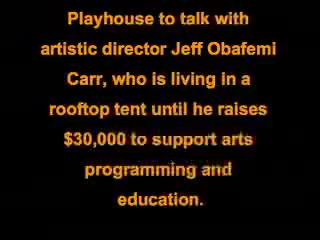 Playhouse to talk with
artistic director Jeff Obafemi
Carr, who is living in a
rooftop tent until he raises
$30,000 to support arts
programming and
education.